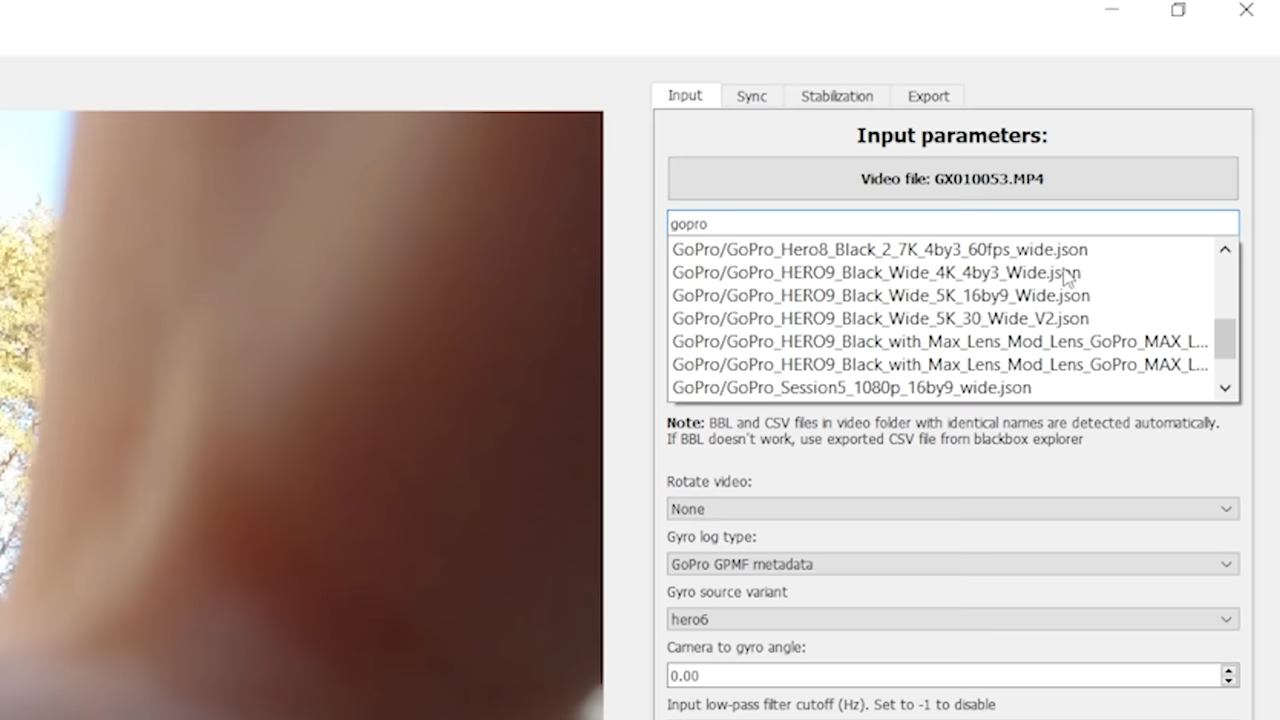 Input
Sync
Stabilization
Export
Input parameters:
Video file: GX010053.MP4
gopro
GoPro/GoPro_Hero8_Black_2_7K_4by3_60fps_wide.json
GoPro/GoPro_HERO9_Black_Wide_4K_4by3_Wide.json
GoPro/GoPro_HERO9_Black_Wide_5K_16by9_Wide.json
GoPro/GoPro_HERO9_Black_Wide_5K_30_Wide_V2.json
GoPro/GoPro_HERO9_Black_with_Max_Lens_Mod_Lens_GoPro_MAX_L...
GoPro/GoPro_HERO9_Black_with_Max_Lens_Mod_Lens_GoPro_MAX_L...
GoPro/GoPro_Session5_1080p_16by9_wide.json
Note: BBL and CSV files in video folder with identical names are detected automatically.
If BBL doesn't work, use exported CSV file from blackbox explorer
Rotate video:
None
Gyro log type:
GoPro GPMF metadata
Gyro source variant
hero6
Camera to gyro angle:
0.00
Input low-pass filter cutoff (Hz). Set to -1 to disable